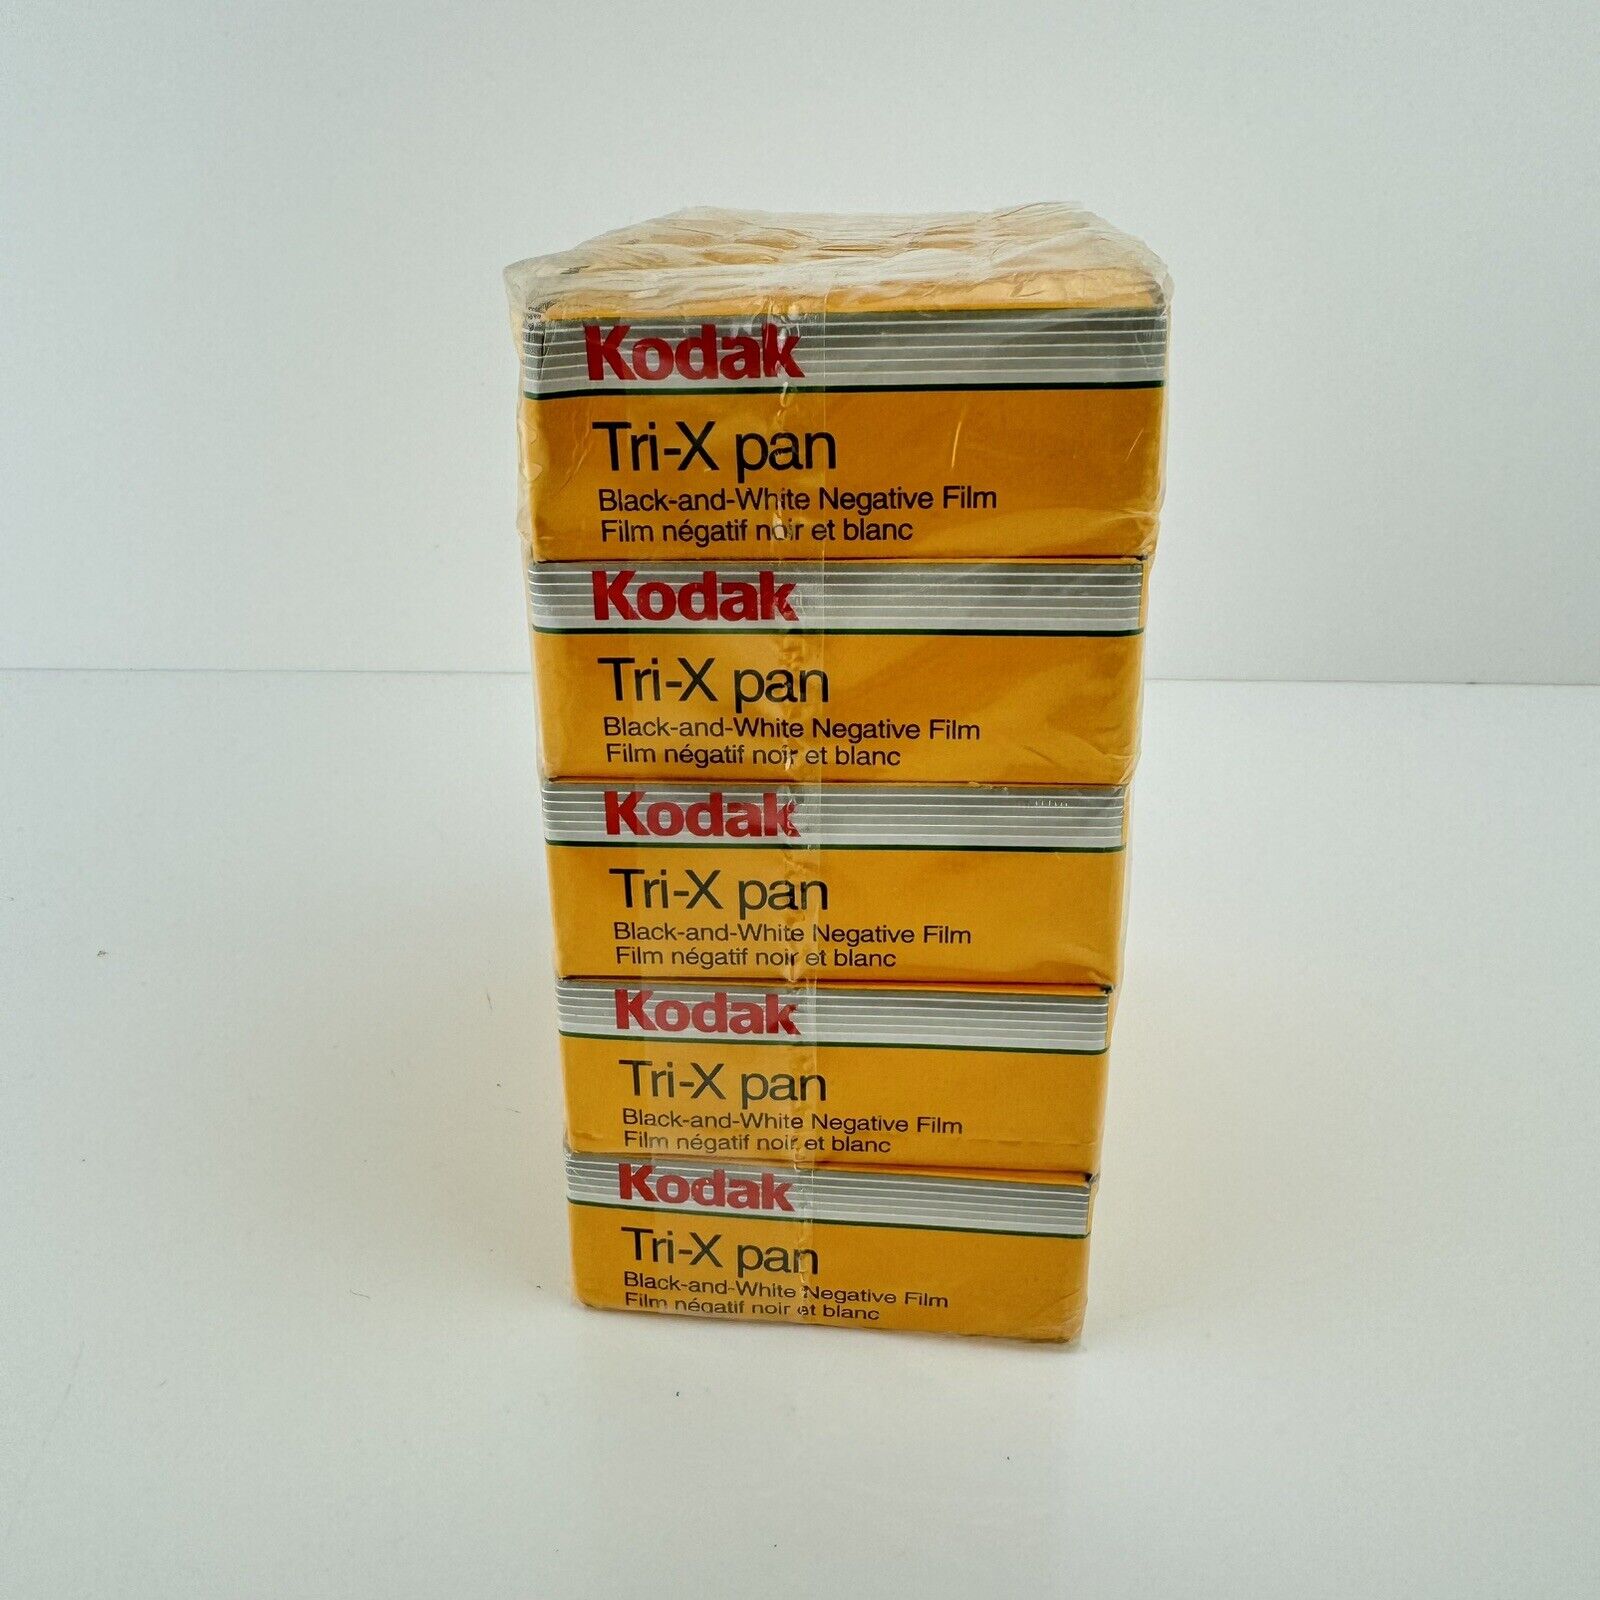 Kodak
Tri-X pan
Black-and-White Negative Film
Film négatif noir et blanc
Kodak
Tri-X pan
Black-and-White Negative Film
Film négatif noir et blanc
Kodak
Tri-X pan
Black-and-White Negative Film
Film négatif noir et blanc
Kodak
Tri-X pan
Black-and-White Negative Film
Film négatif noir et blanc
Kodak
Tri-X pan
Black-and-White Negative Film
Film négatif noir et blanc